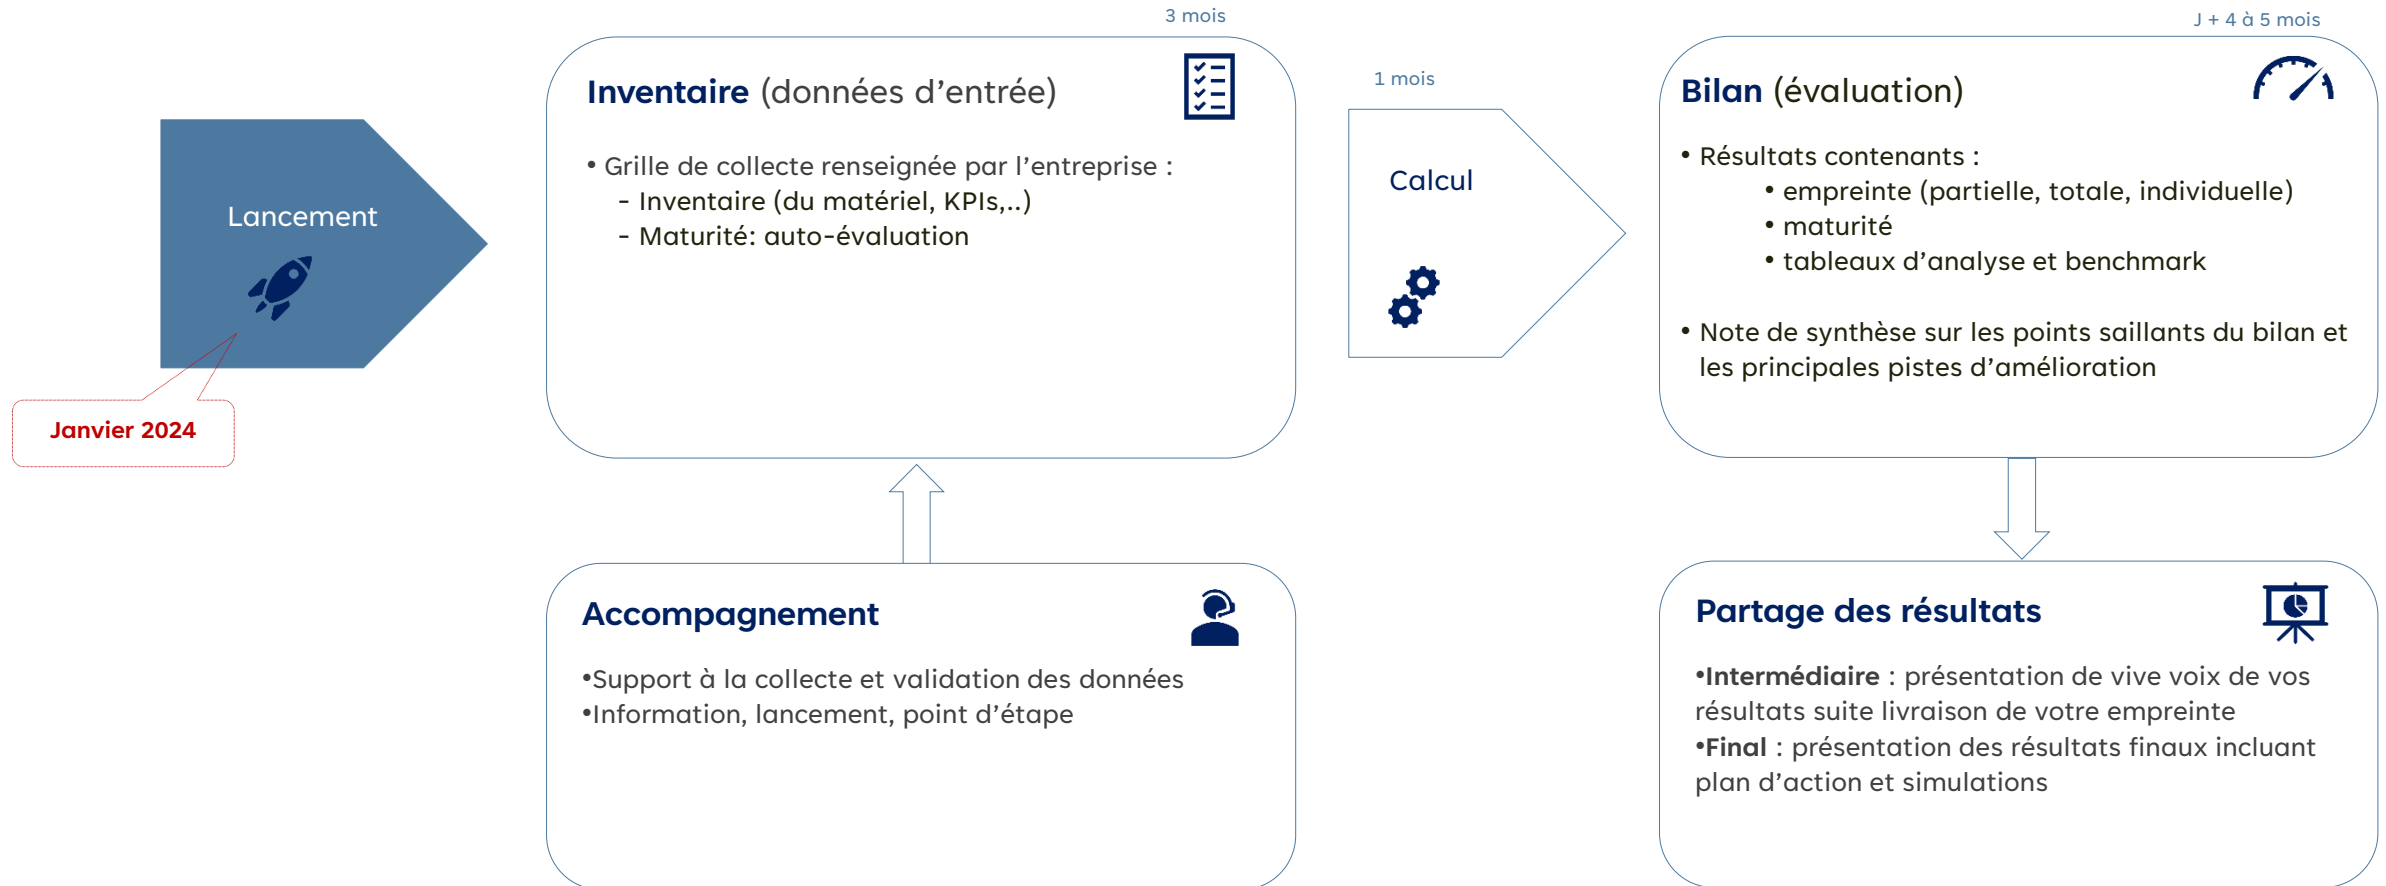 Lancement
Janvier 2024
3 mois
Inventaire (données d’entrée)
• Grille de collecte renseignée par l’entreprise :
- Inventaire (du matériel, KPIs,..)
- Maturité: auto-évaluation
Accompagnement
•Support à la collecte et validation des données
•Information, lancement, point d’étape
1 mois
Calcul
J + 4 à 5 mois
Bilan (évaluation)
• Résultats contenants :
• empreinte (partielle, totale, individuelle)
• maturité
• tableaux d’analyse et benchmark
• Note de synthèse sur les points saillants du bilan et
les principales pistes d’amélioration
Partage des résultats
•Intermédiaire : présentation de vive voix de vos
résultats suite livraison de votre empreinte
•Final : présentation des résultats finaux incluant
plan d’action et simulations